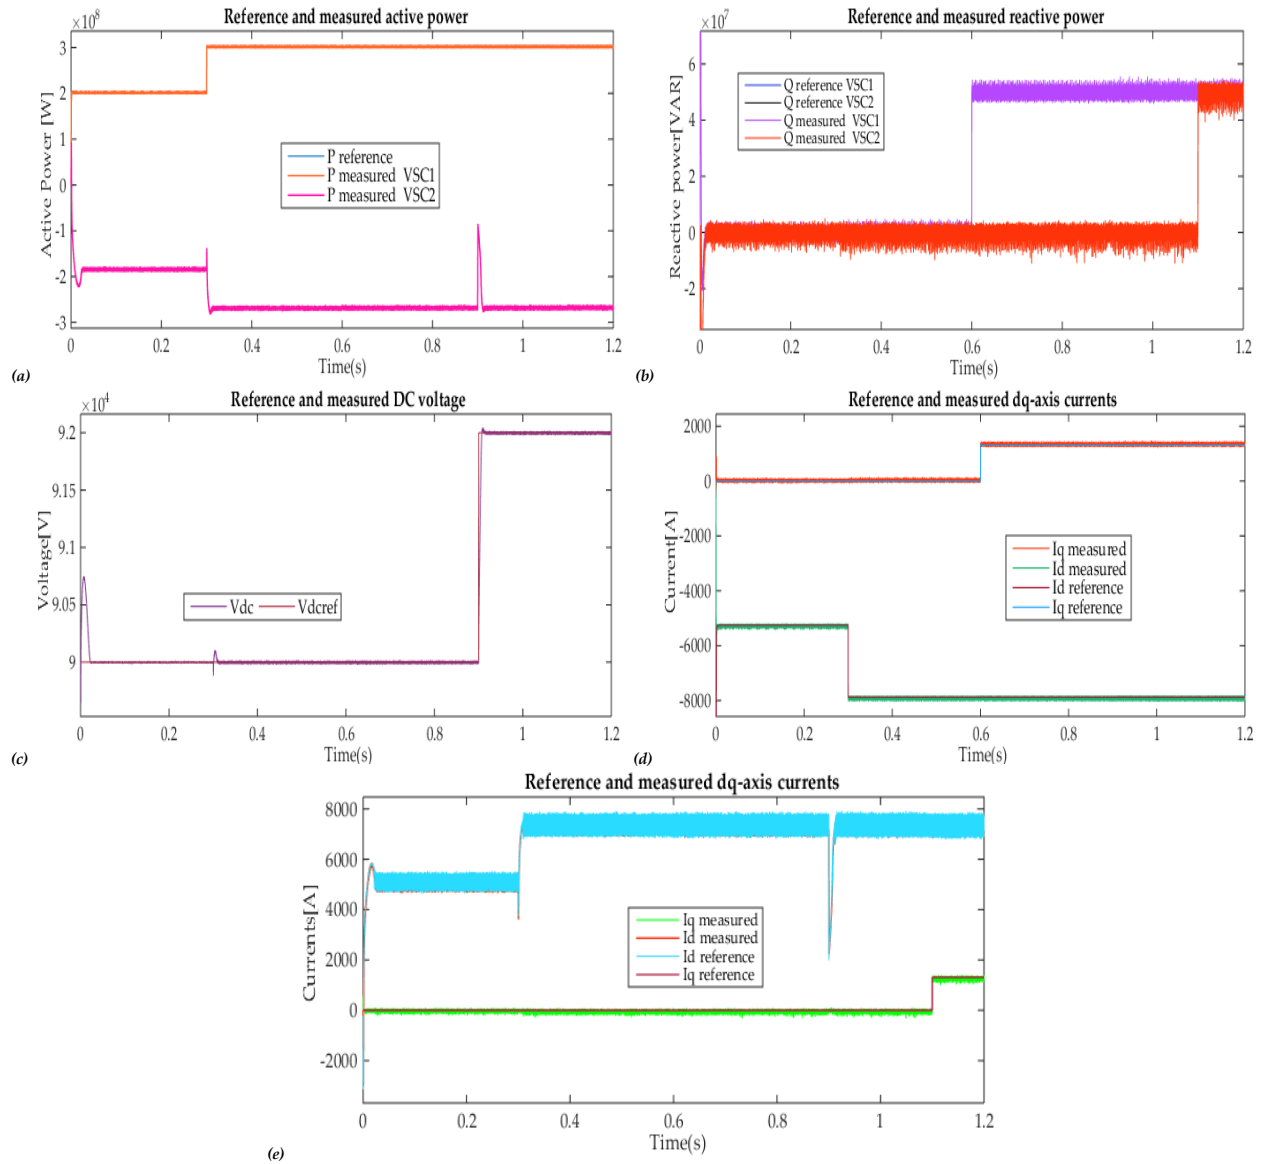 Reference and measured active power
×10⁸
3
2
1
0
-1
-2
-3
Active Power [W]
P reference
P measured VSC1
P measured VSC2
0 0.2 0.4 0.6 0.8 1 1.2
Time(s)
(a)
Reference and measured reactive power
×10⁷
6
4
2
0
-2
Reactive power[VAR]
Q reference VSC1
Q reference VSC2
Q measured VSC1
Q measured VSC2
0 0.2 0.4 0.6 0.8 1 1.2
Time(s)
(b)
Reference and measured DC voltage
×10⁴
9.2
9.15
9.1
9.05
9
Voltage[V]
Vdc Vdcref
0.2 0.4 0.6 0.8 1 1.2
Time(s)
(c)
Reference and measured dq-axis currents
2000
0
-2000
-4000
-6000
-8000
Current[A]
Iq measured
Id measured
Id reference
Iq reference
0 0.2 0.4 0.6 0.8 1 1.2
Time(s)
(d)
Reference and measured dq-axis currents
8000
6000
4000
2000
0
-2000
Currents[A]
Iq measured
Id measured
Id reference
Iq reference
0 0.2 0.4 0.6 0.8 1 1.2
Time(s)
(e)